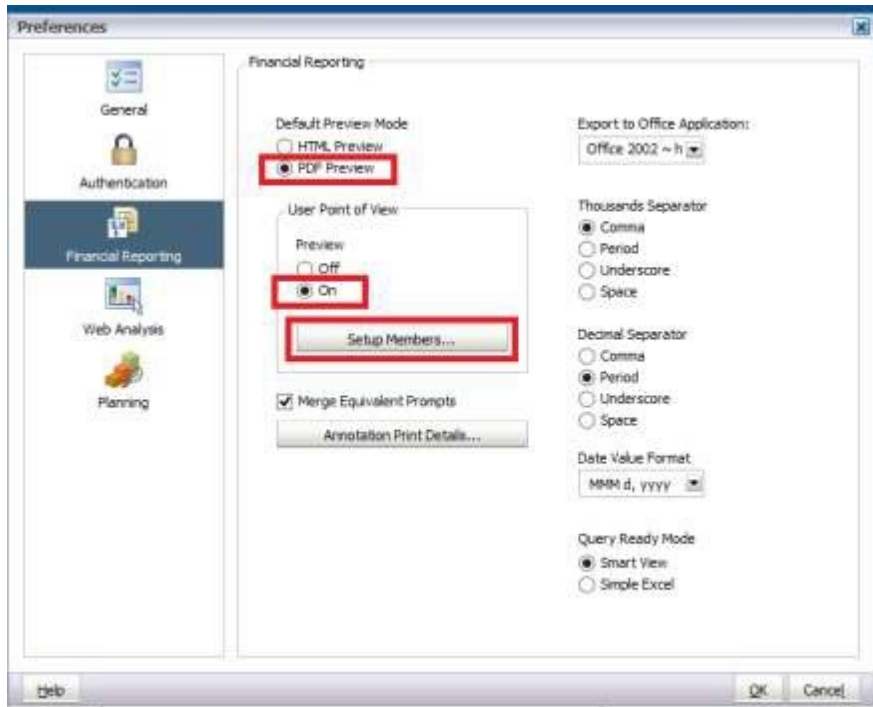 Preferences
General
Authentication
Financial Reporting
Web Analysis
Planning
Financial Reporting
Default Preview Mode
HTML Preview
PDF Preview
User Point of View
Preview
Off
On
Setup Members...
Merge Equivalent Prompts
Annotation Print Details...
Export to Office Application:
Office 2002 ~ h
Thousands Separator
Comma
Period
Underscore
Space
Decimal Separator
Comma
Period
Underscore
Space
Date Value Format
MMM d, yyyy
Query Ready Mode
Smart View
Simple Excel
Help
OK
Cancel